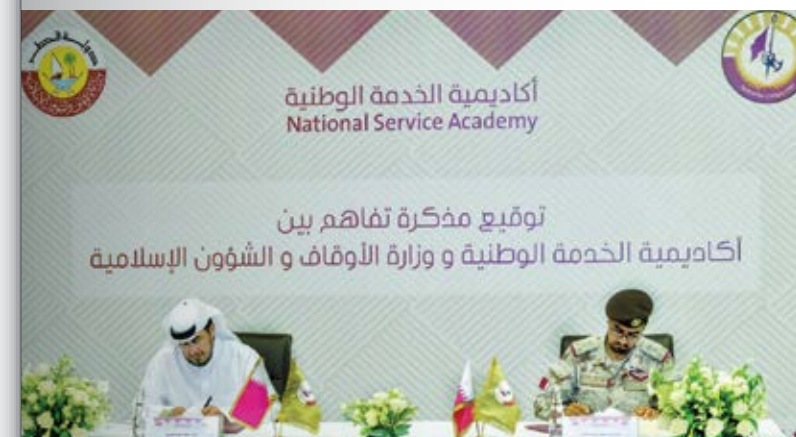 أكاديمية الخدمة الوطنية
National Service Academy
توقيع مذكرة تفاهم بين
أكاديمية الخدمة الوطنية و وزارة الأوقاف و الشؤون الإسلامية